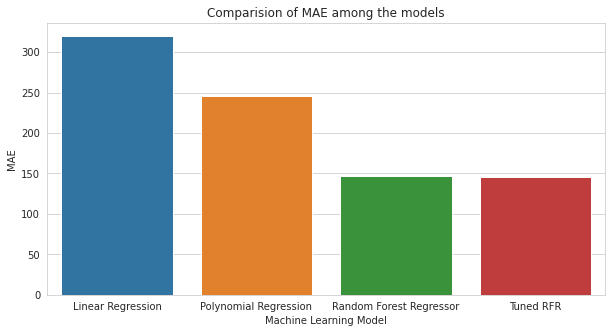 Comparision of MAE among the models
MAE
300
250
200
150
100
50
0
Linear Regression
Polynomial Regression
Random Forest Regressor
Tuned RFR
Machine Learning Model